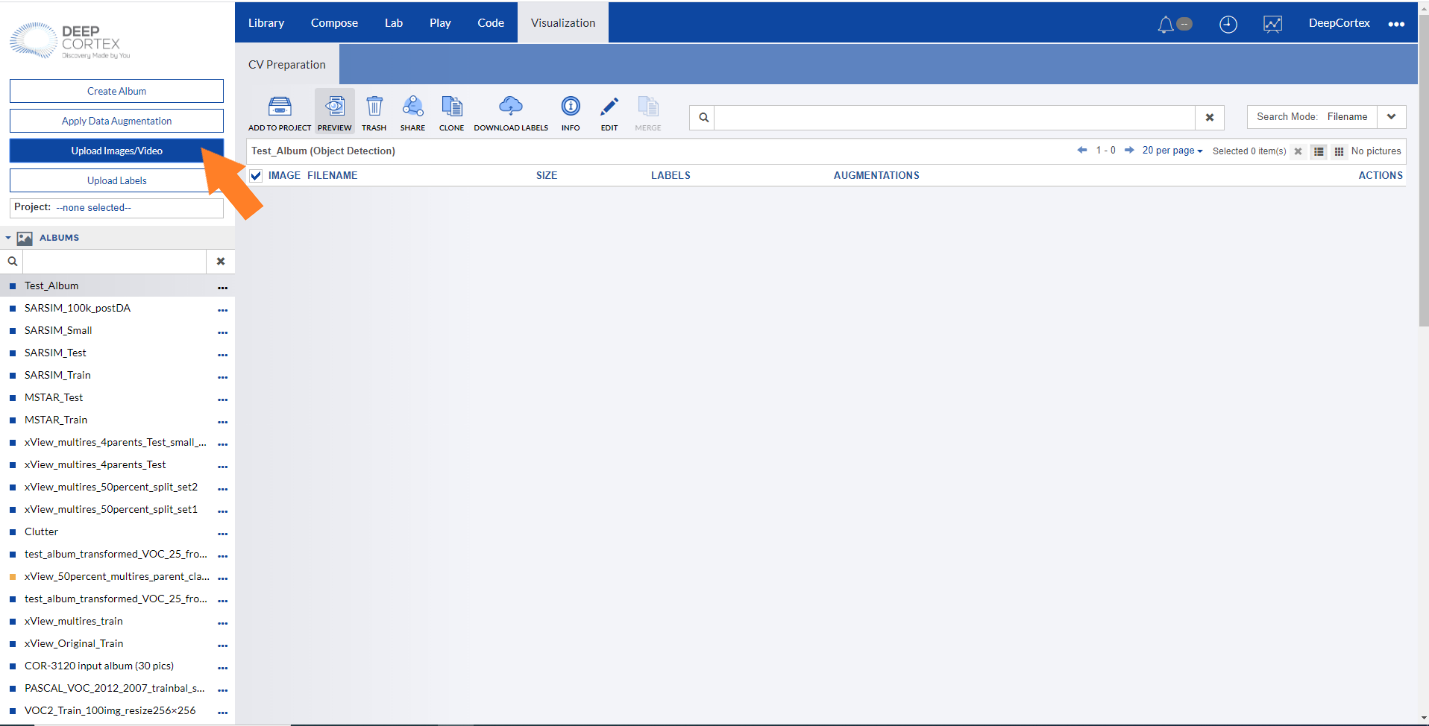 DEEP
CORTEX
Discovery Made by You
Library Compose Lab Play Code Visualization
DeepCortex
CV Preparation
Create Album
Apply Data Augmentation
Upload Images/Video
Upload Labels
Project: --none selected--
ADD TO PROJECT PREVIEW TRASH SHARE CLONE DOWNLOAD LABELS INFO EDIT MERGE
Search Mode: Filename
Test_Album (Object Detection)
1 - 0 20 per page Selected 0 item(s) No pictures
IMAGE FILENAME SIZE LABELS AUGMENTATIONS ACTIONS
ALBUMS
Test_Album ...
SARSIM_100k_postDA ...
SARSIM_Small ...
SARSIM_Test ...
SARSIM_Train ...
MSTAR_Test ...
MSTAR_Train ...
xView_multires_4parents_Test_small_... ...
xView_multires_4parents_Test ...
xView_multires_50percent_split_set2 ...
xView_multires_50percent_split_set1 ...
Clutter ...
test_album_transformed_VOC_25_fro... ...
xView_50percent_multires_parent_cla... ...
test_album_transformed_VOC_25_fro... ...
xView_multires_train ...
xView_Original_Train ...
COR-3120 input album (30 pics) ...
PASCAL_VOC_2012_2007_trainbal_s... ...
VOC2_Train_100img_resize256×256 ...